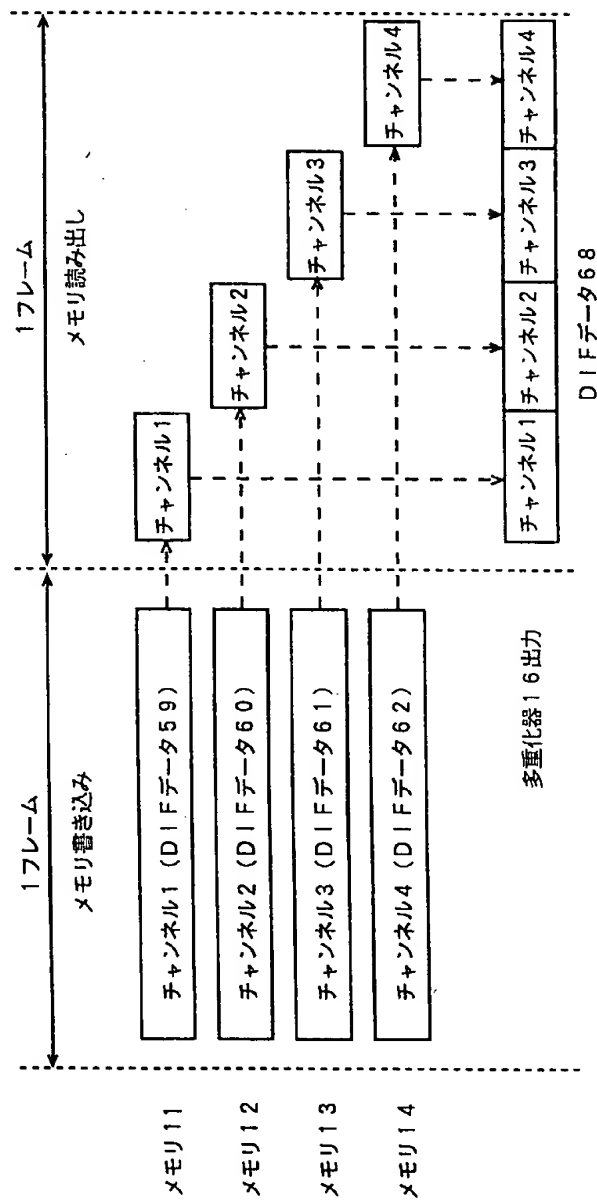 1フレーム
1フレーム
メモリ書き込み
メモリ読み出し
メモリ11
チャンネル1(DIFデータ59)
チャンネル1
メモリ12
チャンネル2(DIFデータ60)
チャンネル2
メモリ13
チャンネル3(DIFデータ61)
チャンネル3
メモリ14
チャンネル4(DIFデータ62)
チャンネル4
多重化器16出力
チャンネル1
チャンネル2
チャンネル3
チャンネル4
DIFデータ68